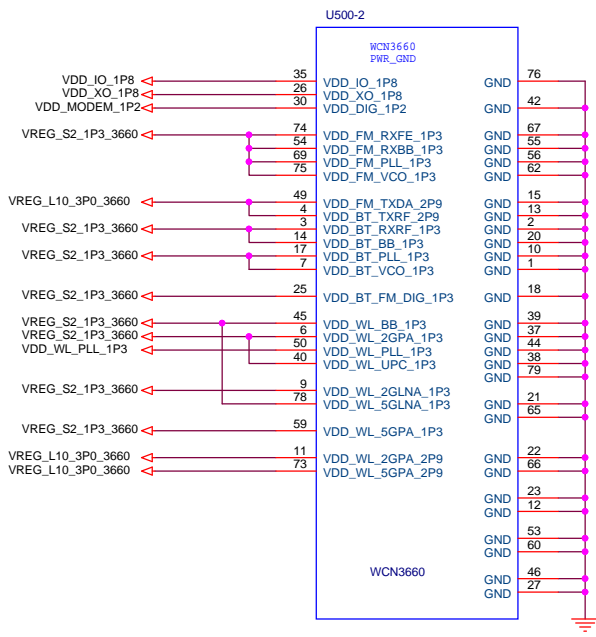 U500-2
WCN3660
PWR_GND
VDD_IO_1P8 35 VDD_IO_1P8 GND 76
VDD_XO_1P8 26 VDD_XO_1P8
VDD_MODEM_1P2 30 VDD_DIG_1P2 GND 42
VREG_S2_1P3_3660 74 VDD_FM_RXFE_1P3 GND 67
54 VDD_FM_RXBB_1P3 GND 55
69 VDD_FM_PLL_1P3 GND 56
75 VDD_FM_VCO_1P3 GND 62
VREG_L10_3P0_3660 49 VDD_FM_TXDA_2P9 GND 15
4 VDD_BT_TXRF_2P9 GND 13
VREG_S2_1P3_3660 3 VDD_BT_RXRF_1P3 GND 2
14 VDD_BT_BB_1P3 GND 20
VREG_S2_1P3_3660 17 VDD_BT_PLL_1P3 GND 10
7 VDD_BT_VCO_1P3 GND 1
VREG_S2_1P3_3660 25 VDD_BT_FM_DIG_1P3 GND 18
VREG_S2_1P3_3660 45 VDD_WL_BB_1P3 GND 39
VREG_S2_1P3_3660 6 VDD_WL_2GPA_1P3 GND 37
VDD_WL_PLL_1P3 50 VDD_WL_PLL_1P3 GND 44
40 VDD_WL_UPC_1P3 GND 38
GND 79
VREG_S2_1P3_3660 9 VDD_WL_2GLNA_1P3
78 VDD_WL_5GLNA_1P3 GND 21
GND 65
VREG_S2_1P3_3660 59 VDD_WL_5GPA_1P3
VREG_L10_3P0_3660 11 VDD_WL_2GPA_2P9 GND 22
VREG_L10_3P0_3660 73 VDD_WL_5GPA_2P9 GND 66
GND 23
GND 12
GND 53
GND 60
WCN3660 GND 46
GND 27